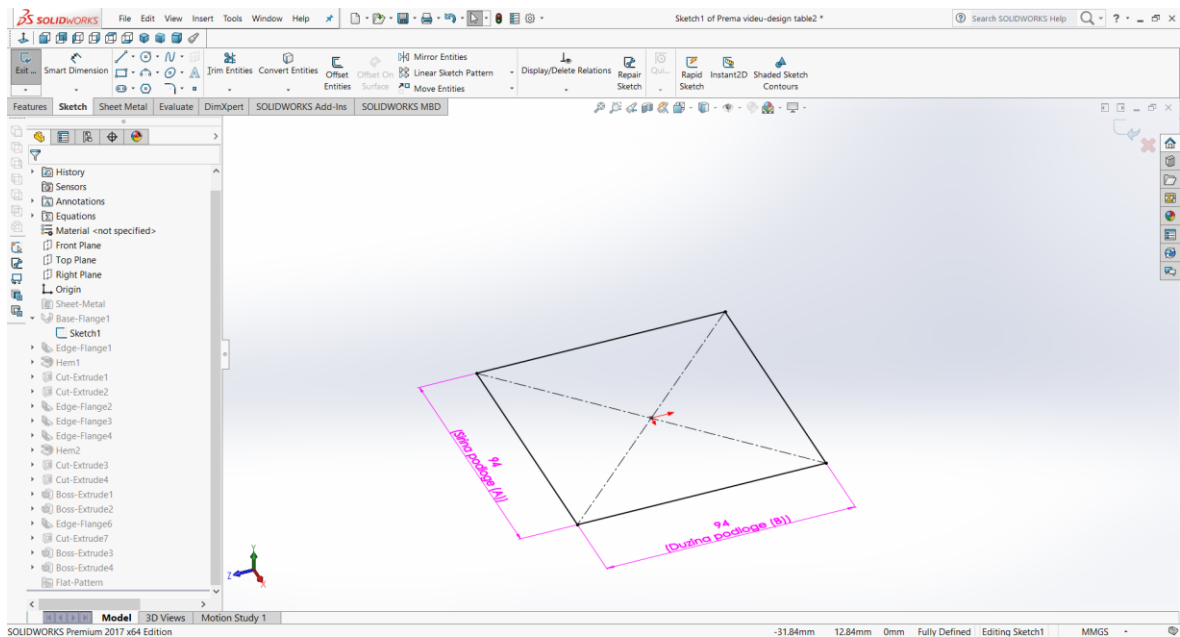 SOLIDWORKS File Edit View Insert Tools Window Help Sketch1 of Prema videu-design table2 * Search SOLIDWORKS Help
Exit ... Smart Dimension Trim Entities Convert Entities Offset Entities Offset On Surface Mirror Entities Linear Sketch Pattern Move Entities Display/Delete Relations Repair Sketch Qui... Rapid Sketch Instant2D Shaded Sketch Contours
Features Sketch Sheet Metal Evaluate DimXpert SOLIDWORKS Add-Ins SOLIDWORKS MBD
History
Sensors
Annotations
Equations
Material <not specified>
Front Plane
Top Plane
Right Plane
Origin
Sheet-Metal
Base-Flange1
Sketch1
Edge-Flange1
Hem1
Cut-Extrude1
Cut-Extrude2
Edge-Flange2
Edge-Flange3
Edge-Flange4
Hem2
Cut-Extrude3
Cut-Extrude4
Boss-Extrude1
Boss-Extrude2
Edge-Flange6
Cut-Extrude7
Boss-Extrude3
Boss-Extrude4
Flat-Pattern
94
(Sirina podloge (A))
94
(Duzina podloge (B))
Y
Z
X
Model 3D Views Motion Study 1
SOLIDWORKS Premium 2017 x64 Edition -31.84mm 12.84mm 0mm Fully Defined Editing Sketch1 MMGS